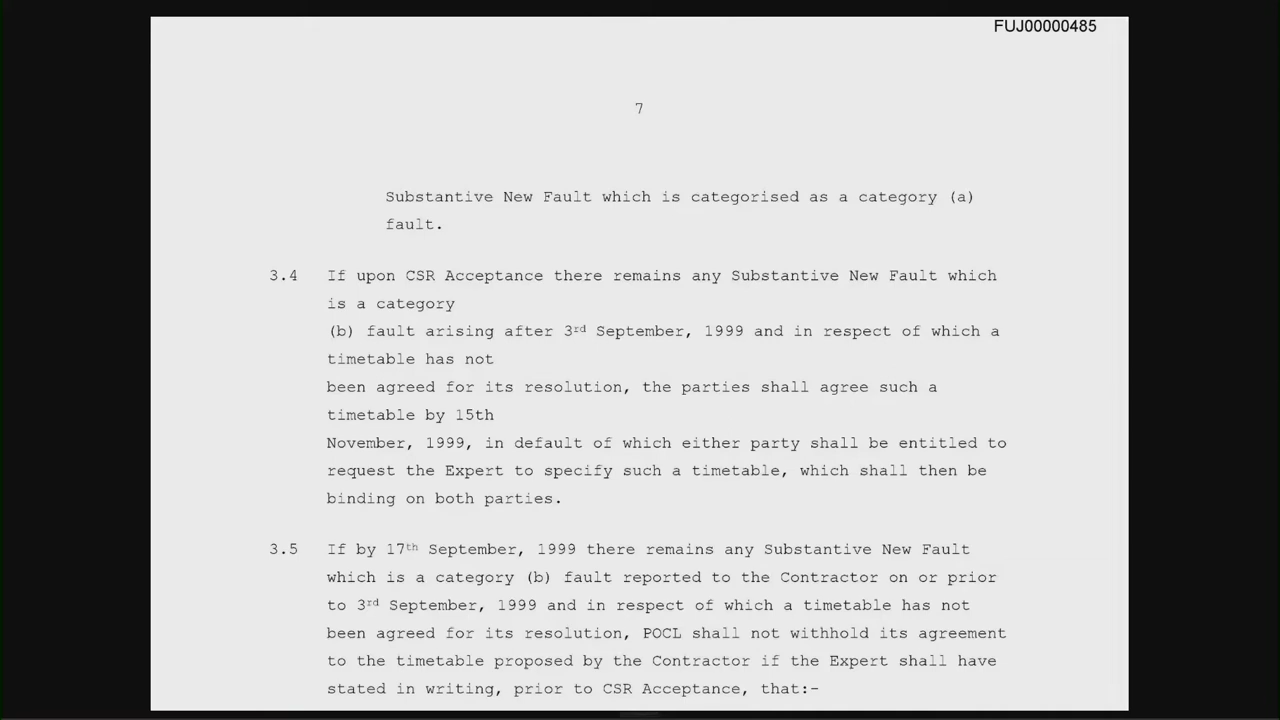 FUJ00000485
7
Substantive New Fault which is categorised as a category (a)
fault.
3.4 If upon CSR Acceptance there remains any Substantive New Fault which
is a category
(b) fault arising after 3rd September, 1999 and in respect of which a
timetable has not
been agreed for its resolution, the parties shall agree such a
timetable by 15th
November, 1999, in default of which either party shall be entitled to
request the Expert to specify such a timetable, which shall then be
binding on both parties.
3.5 If by 17th September, 1999 there remains any Substantive New Fault
which is a category (b) fault reported to the Contractor on or prior
to 3rd September, 1999 and in respect of which a timetable has not
been agreed for its resolution, POCL shall not withhold its agreement
to the timetable proposed by the Contractor if the Expert shall have
stated in writing, prior to CSR Acceptance, that:-